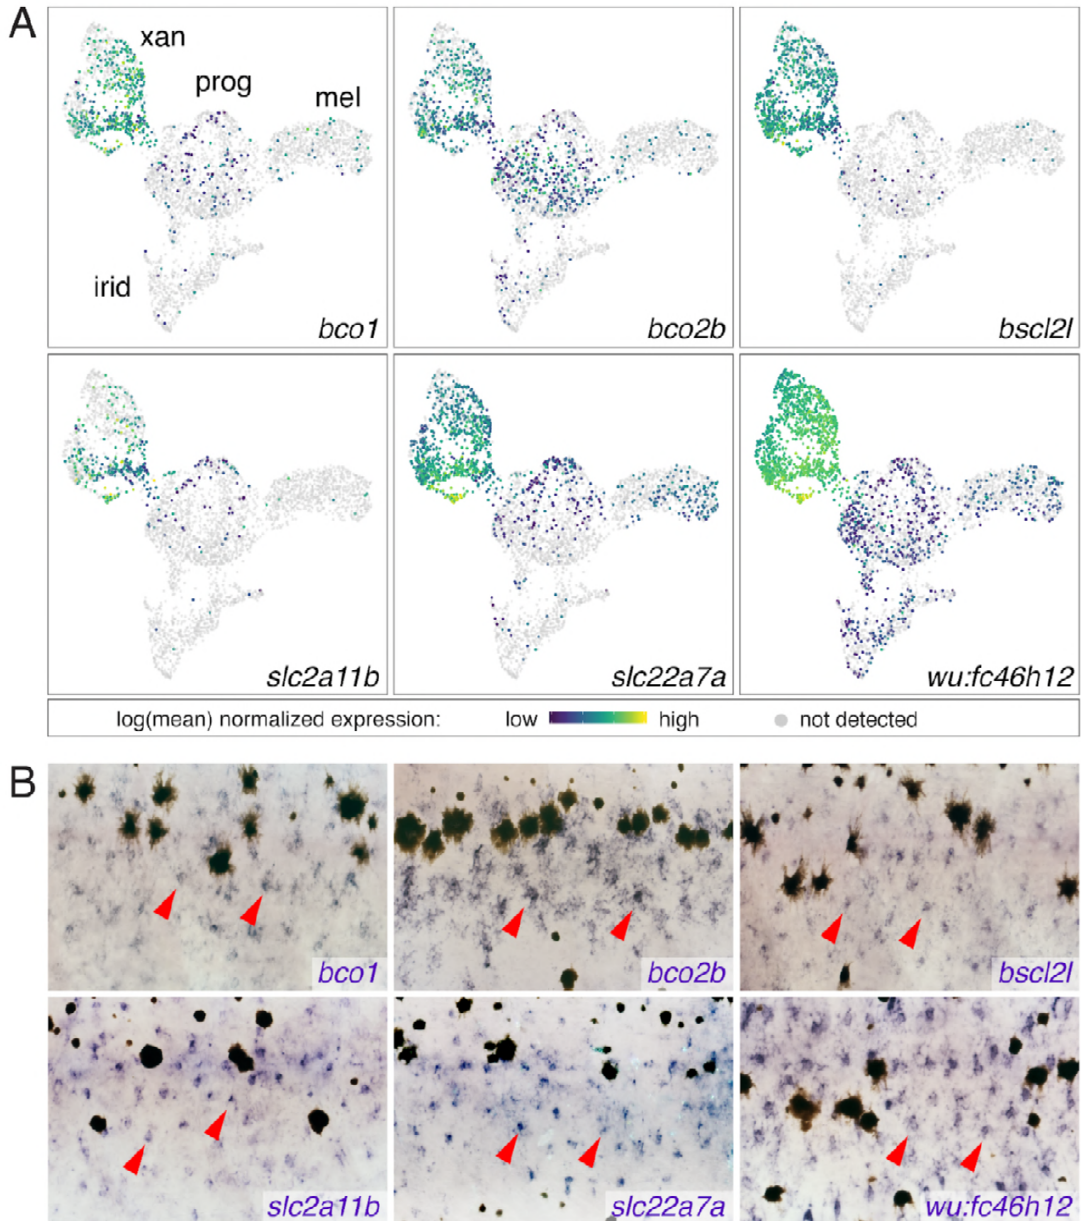 A
xan
prog
mel
irid
bco1
bco2b
bscl2l
slc2a11b
slc22a7a
wu:fc46h12
log(mean) normalized expression: low high not detected
B
bco1
bco2b
bscl2l
slc2a11b
slc22a7a
wu:fc46h12